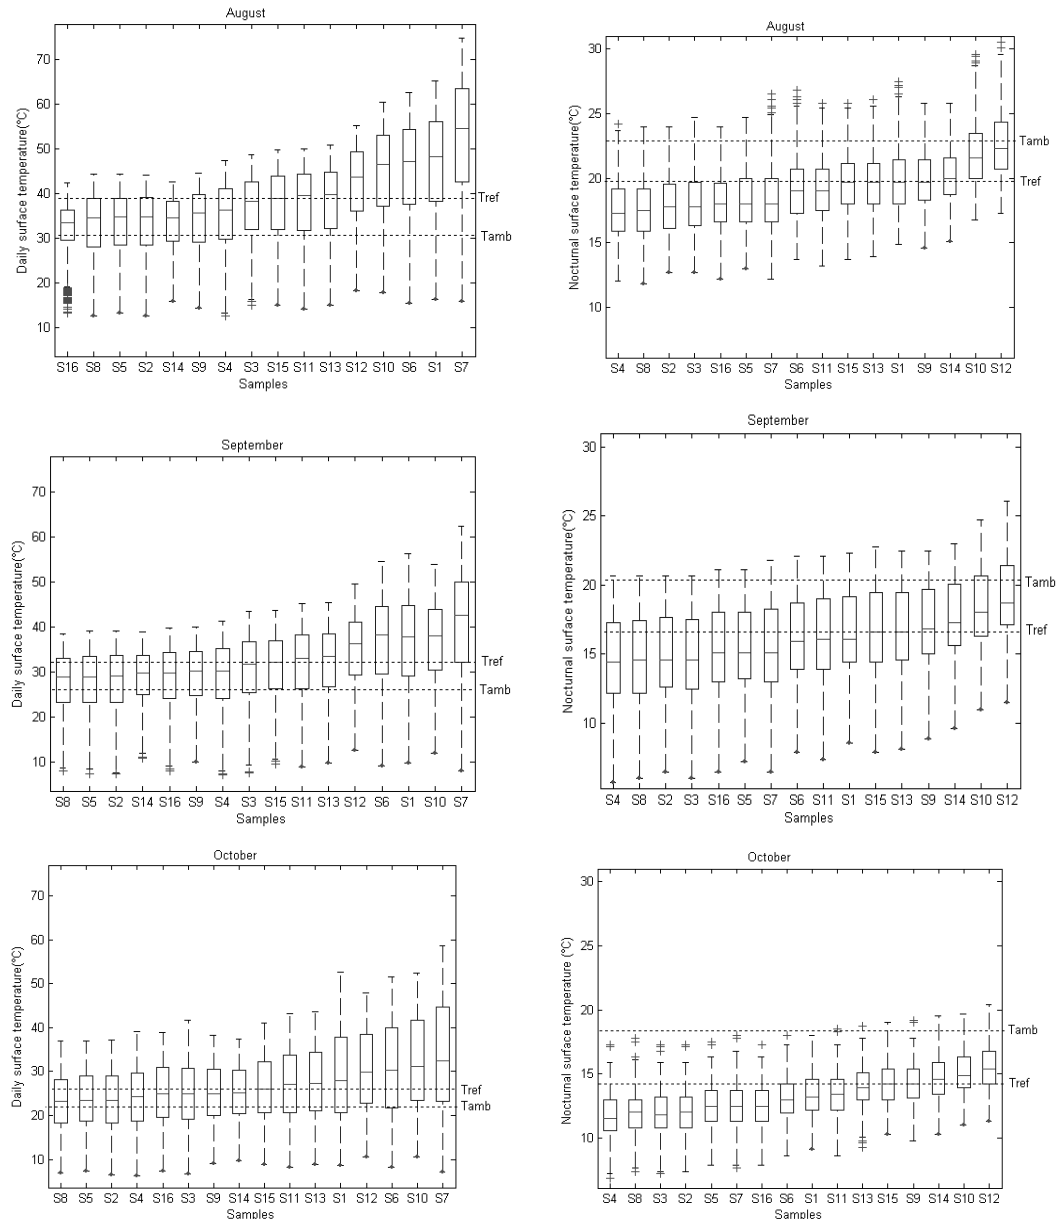 August
Daily surface temperature(°C)
70
60
50
40
30
20
10
Tref
Tamb
S16 S8 S5 S2 S14 S9 S4 S3 S15 S11 S13 S12 S10 S6 S1 S7
Samples
August
Nocturnal surface temperature(°C)
30
25
20
15
10
Tamb
Tref
S4 S8 S2 S3 S16 S5 S7 S6 S11 S15 S13 S1 S9 S14 S10 S12
Samples
September
Daily surface temperature(°C)
70
60
50
40
30
20
10
Tref
Tamb
S8 S5 S2 S14 S16 S9 S4 S3 S15 S11 S13 S12 S6 S1 S10 S7
Samples
September
Nocturnal surface temperature(°C)
30
25
20
15
10
Tamb
Tref
S4 S8 S2 S3 S16 S5 S7 S6 S11 S1 S15 S13 S9 S14 S10 S12
Samples
October
Daily surface temperature(°C)
70
60
50
40
30
20
10
Tref
Tamb
S8 S5 S2 S4 S16 S3 S9 S14 S15 S11 S13 S1 S12 S6 S10 S7
Samples
October
Nocturnal surface temperature (°C)
30
25
20
15
10
Tamb
Tref
S4 S8 S3 S2 S5 S7 S16 S6 S1 S11 S13 S15 S9 S14 S10 S12
Samples